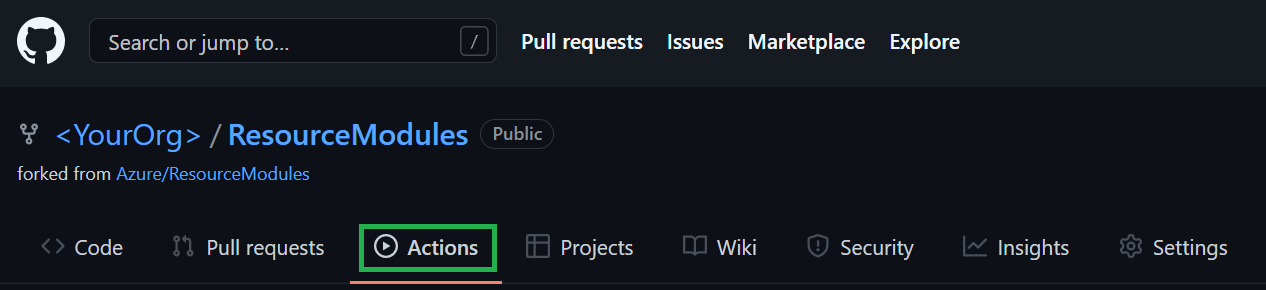 Search or jump to... / Pull requests Issues Marketplace Explore
<YourOrg> / ResourceModules Public
forked from Azure/ResourceModules
Code Pull requests Actions Projects Wiki Security Insights Settings